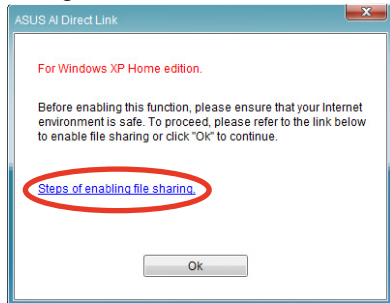 ASUS AI Direct Link
For Windows XP Home edition.
Before enabling this function, please ensure that your Internet
environment is safe. To proceed, please refer to the link below
to enable file sharing or click "Ok" to continue.
Steps of enabling file sharing.
Ok